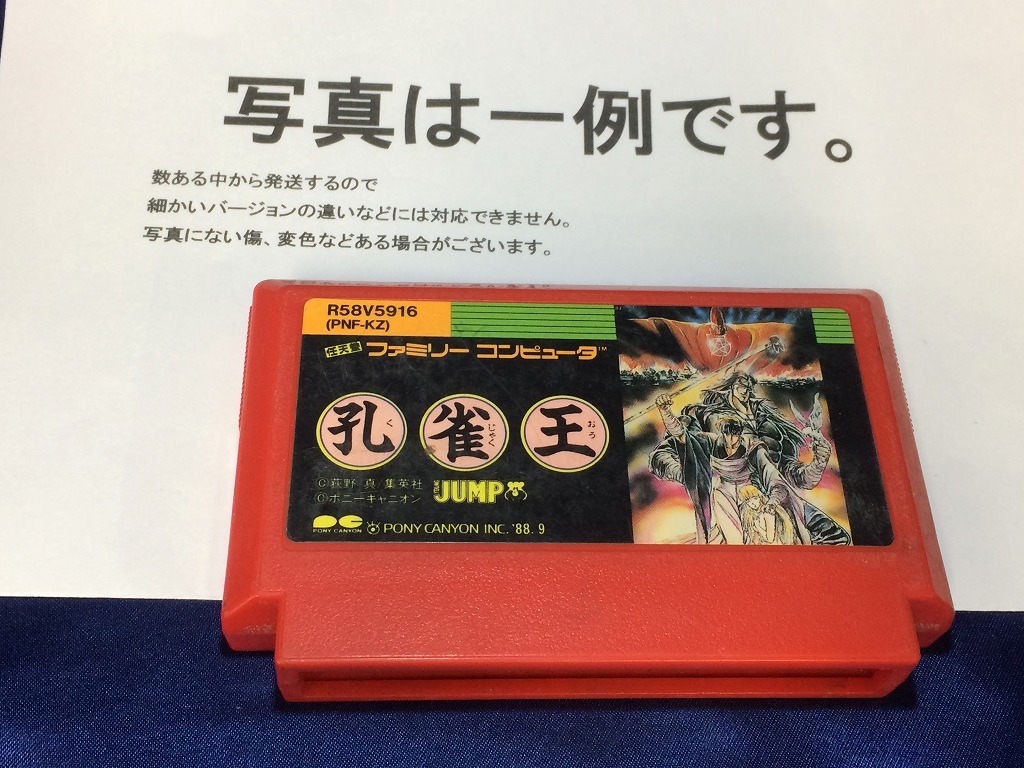 写真は一例です。
数ある中から発送するので
細かいバージョンの違いなどには対応できません。
写真にない傷、変色などある場合がございます。
R58V5916
(PNF-KZ)
任天堂 ファミリー コンピュータ™
孔 雀 王
く じゃく おう
©荻野 真 集英社
©ポニーキャニオン
JUMP
PONY CANYON
PONY CANYON INC. '88. 9